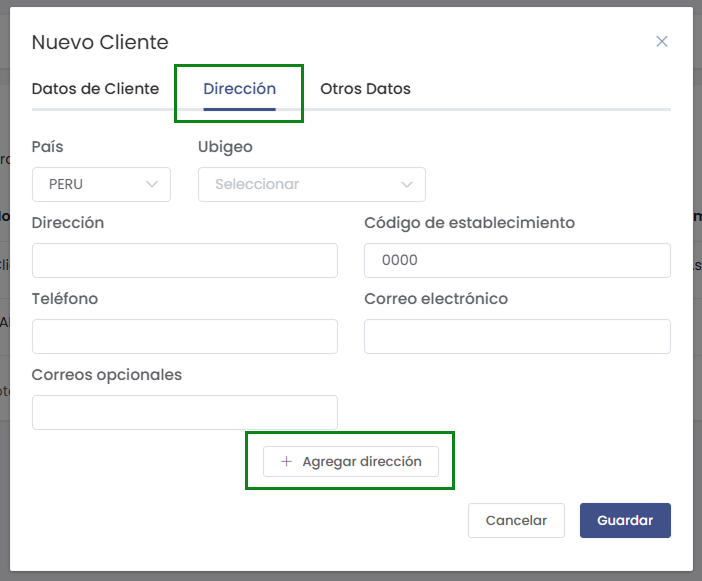 Nuevo Cliente
Datos de Cliente Dirección Otros Datos
País Ubigeo
PERU Seleccionar
Dirección Código de establecimiento
0000
Teléfono Correo electrónico
Correos opcionales
+ Agregar dirección
Cancelar Guardar